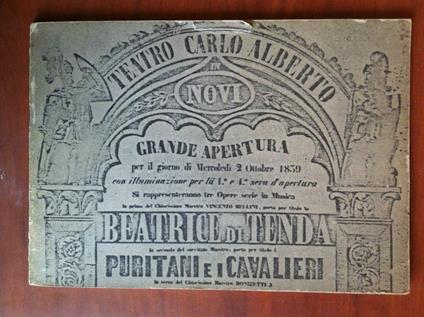 TEATRO CARLO ALBERTO
IN
NOVI
GRANDE APERTURA
per il giorno di Mercoledì 2 Ottobre 1839
con illuminazione per la 1.ª e 4.ª sera d'apertura
Si rappresenteranno tre Opere serie in Musica
la prima del Chiarissimo Maestro VINCENZO BELLINI, porta per titolo la
BEATRICE DI TENDA
la seconda del surriferito Maestro, porta per titolo i
PURITANI E I CAVALIERI
la terza del Chiarissimo Maestro DONIZETTI